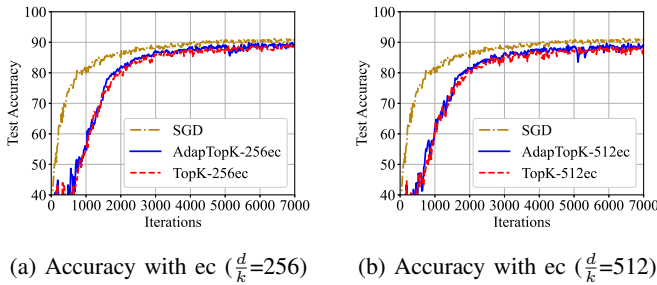 100
90
80
70
60
50
40
Test Accuracy
SGD
AdapTopK-256ec
TopK-256ec
0 1000 2000 3000 4000 5000 6000 7000
Iterations
(a) Accuracy with ec (d/k=256)
100
90
80
70
60
50
40
Test Accuracy
SGD
AdapTopK-512ec
TopK-512ec
0 1000 2000 3000 4000 5000 6000 7000
Iterations
(b) Accuracy with ec (d/k=512)